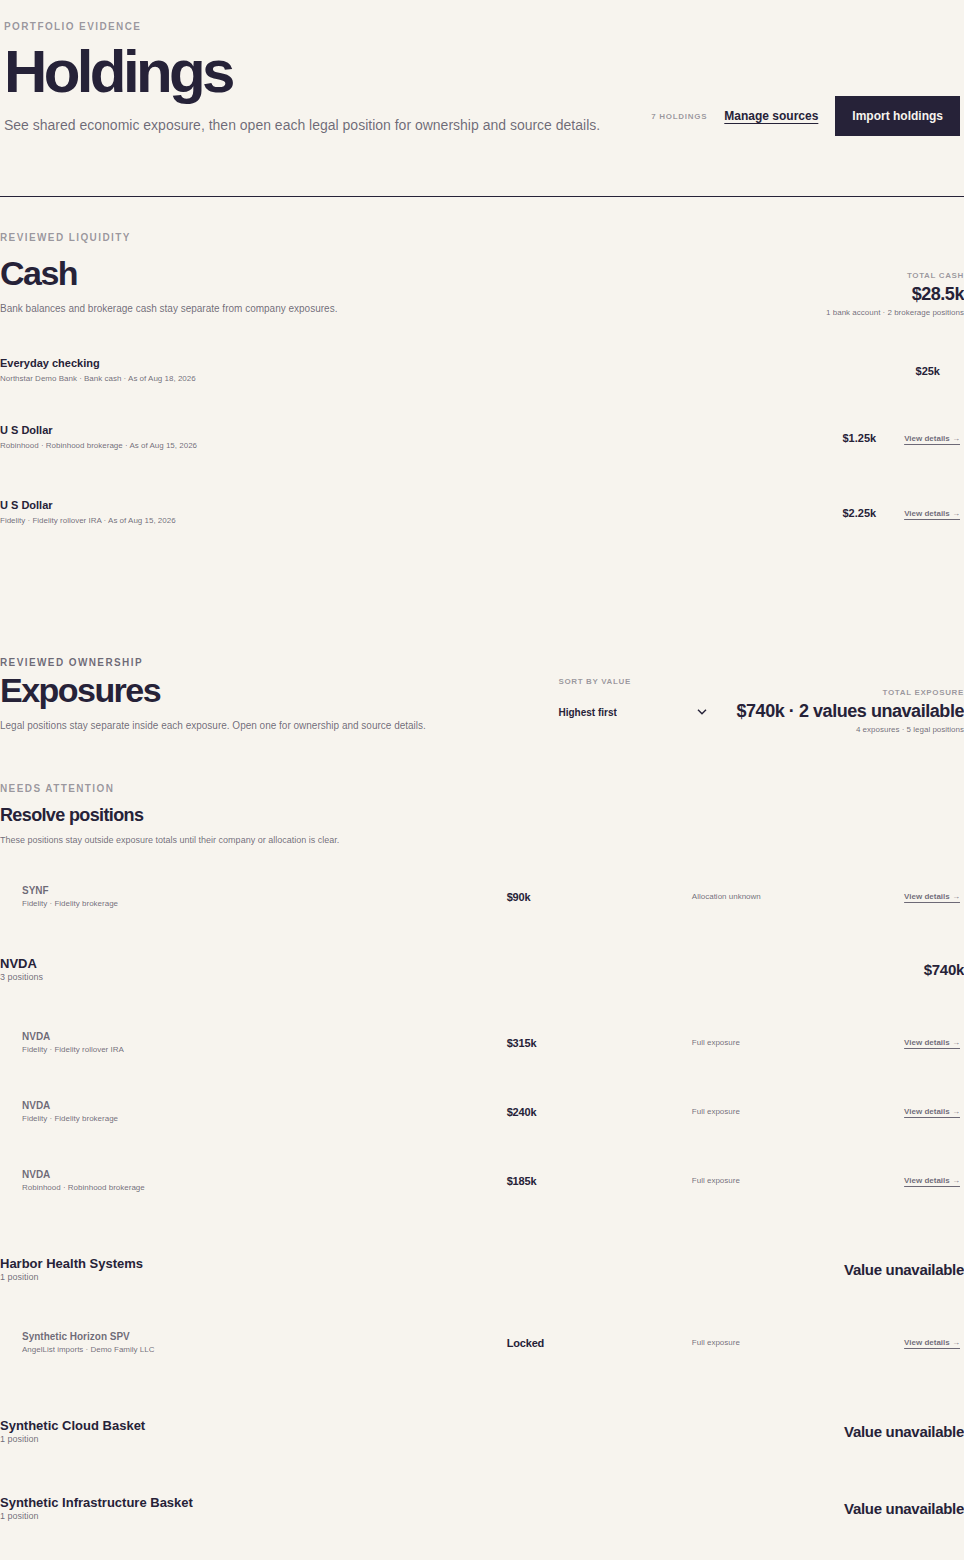 PORTFOLIO EVIDENCE
Holdings
See shared economic exposure, then open each legal position for ownership and source details.
7 HOLDINGS
Manage sources
Import holdings
REVIEWED LIQUIDITY
Cash
Bank balances and brokerage cash stay separate from company exposures.
TOTAL CASH
$28.5k
1 bank account · 2 brokerage positions
Everyday checking
Northstar Demo Bank · Bank cash · As of Aug 18, 2026
$25k
U S Dollar
Robinhood · Robinhood brokerage · As of Aug 15, 2026
$1.25k
View details →
U S Dollar
Fidelity · Fidelity rollover IRA · As of Aug 15, 2026
$2.25k
View details →
REVIEWED OWNERSHIP
Exposures
Legal positions stay separate inside each exposure. Open one for ownership and source details.
SORT BY VALUE
Highest first
TOTAL EXPOSURE
$740k · 2 values unavailable
4 exposures · 5 legal positions
NEEDS ATTENTION
Resolve positions
These positions stay outside exposure totals until their company or allocation is clear.
SYNF
Fidelity · Fidelity brokerage
$90k
Allocation unknown
View details →
NVDA
3 positions
$740k
NVDA
Fidelity · Fidelity rollover IRA
$315k
Full exposure
View details →
NVDA
Fidelity · Fidelity brokerage
$240k
Full exposure
View details →
NVDA
Robinhood · Robinhood brokerage
$185k
Full exposure
View details →
Harbor Health Systems
1 position
Value unavailable
Synthetic Horizon SPV
AngelList imports · Demo Family LLC
Locked
Full exposure
View details →
Synthetic Cloud Basket
1 position
Value unavailable
Synthetic Infrastructure Basket
1 position
Value unavailable